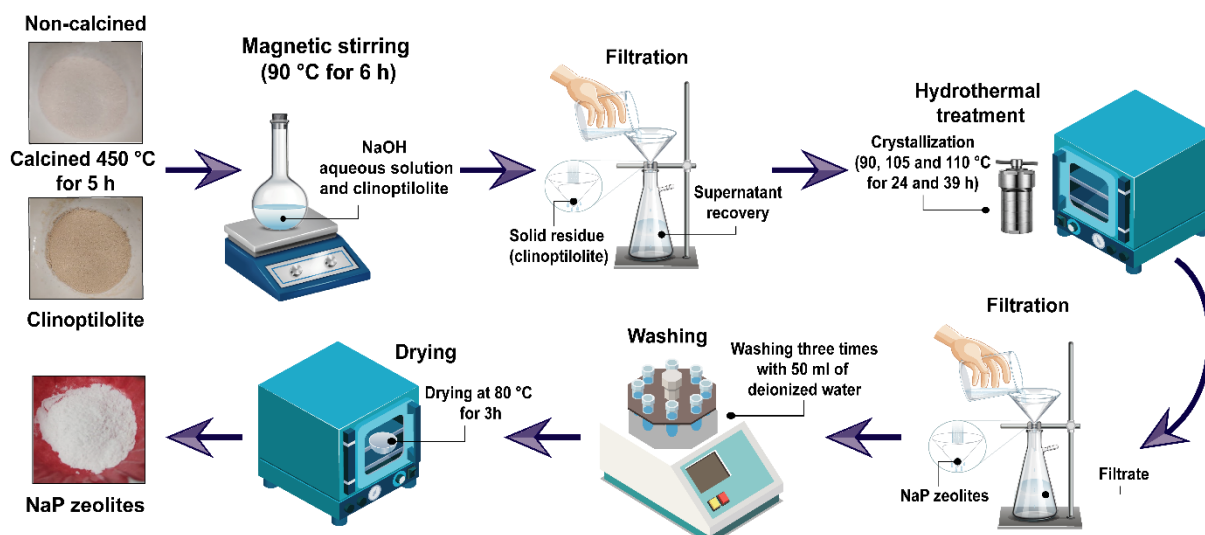 Non-calcined
Calcined 450 °C
for 5 h
Clinoptilolite
Magnetic stirring
(90 °C for 6 h)
NaOH
aqueous solution
and clinoptilolite
Filtration
Solid residue
(clinoptilolite)
Supernatant
recovery
Hydrothermal
treatment
Crystallization
(90, 105 and 110 °C
for 24 and 39 h)
Filtration
NaP zeolites
Filtrate
Washing
Washing three times
with 50 ml of
deionized water
Drying
Drying at 80 °C
for 3h
NaP zeolites